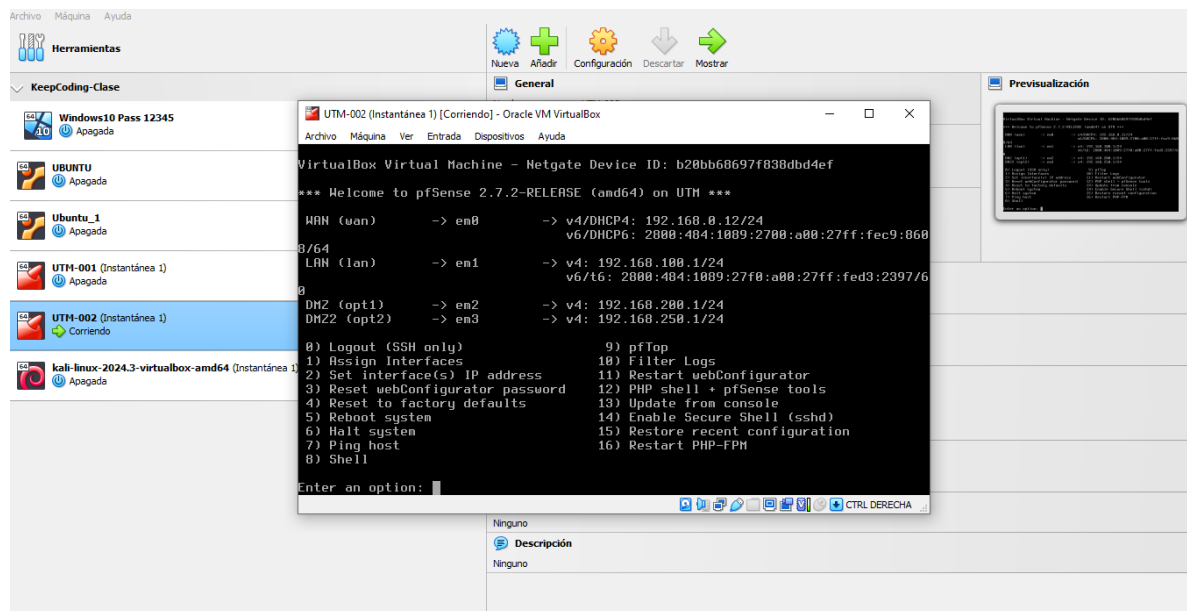 Archivo Máquina Ayuda
Herramientas
Nueva Añadir Configuración Descartar Mostrar
KeepCoding-Clase
General
Previsualización
Windows10 Pass 12345
Apagada
UBUNTU
Apagada
Ubuntu_1
Apagada
UTM-001 (Instantánea 1)
Apagada
UTM-002 (Instantánea 1)
Corriendo
kali-linux-2024.3-virtualbox-amd64 (Instantánea 1)
Apagada
UTM-002 (Instantánea 1) [Corriendo] - Oracle VM VirtualBox
Archivo Máquina Ver Entrada Dispositivos Ayuda
VirtualBox Virtual Machine - Netgate Device ID: b20bb68697f838dbd4ef
*** Welcome to pfSense 2.7.2-RELEASE (amd64) on UTM ***
WAN (wan) -> em0 -> v4/DHCP4: 192.168.0.12/24
v6/DHCP6: 2800:484:1089:2700:a00:27ff:fec9:860
8/64
LAN (lan) -> em1 -> v4: 192.168.100.1/24
v6/t6: 2800:484:1089:27f0:a00:27ff:fed3:2397/6
0
DMZ (opt1) -> em2 -> v4: 192.168.200.1/24
DMZ2 (opt2) -> em3 -> v4: 192.168.250.1/24
0) Logout (SSH only) 9) pfTop
1) Assign Interfaces 10) Filter Logs
2) Set interface(s) IP address 11) Restart webConfigurator
3) Reset webConfigurator password 12) PHP shell + pfSense tools
4) Reset to factory defaults 13) Update from console
5) Reboot system 14) Enable Secure Shell (sshd)
6) Halt system 15) Restore recent configuration
7) Ping host 16) Restart PHP-FPM
8) Shell
Enter an option:
CTRL DERECHA
Ninguno
Descripción
Ninguno